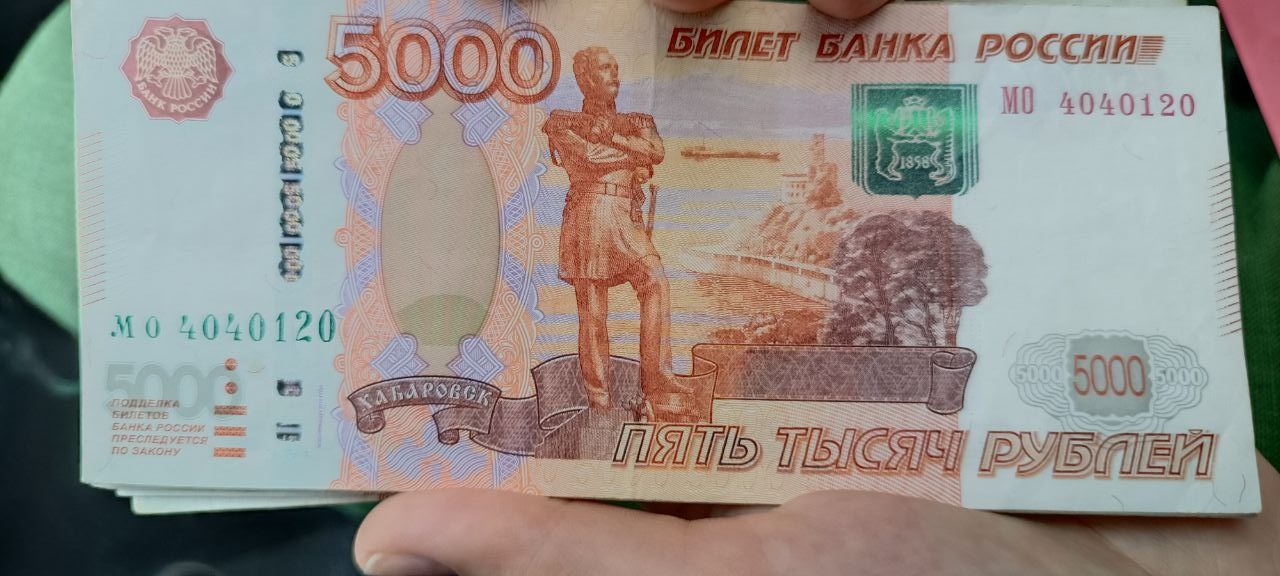 5000
БИЛЕТ БАНКА РОССИИ
БАНК РОССИИ
МО 4040120
1858
МО 4040120
5000
5000 5000 5000
ПОДДЕЛКА
БИЛЕТОВ
БАНКА РОССИИ
ПРЕСЛЕДУЕТСЯ
ПО ЗАКОНУ
ХАБАРОВСК
ПЯТЬ ТЫСЯЧ РУБЛЕЙ